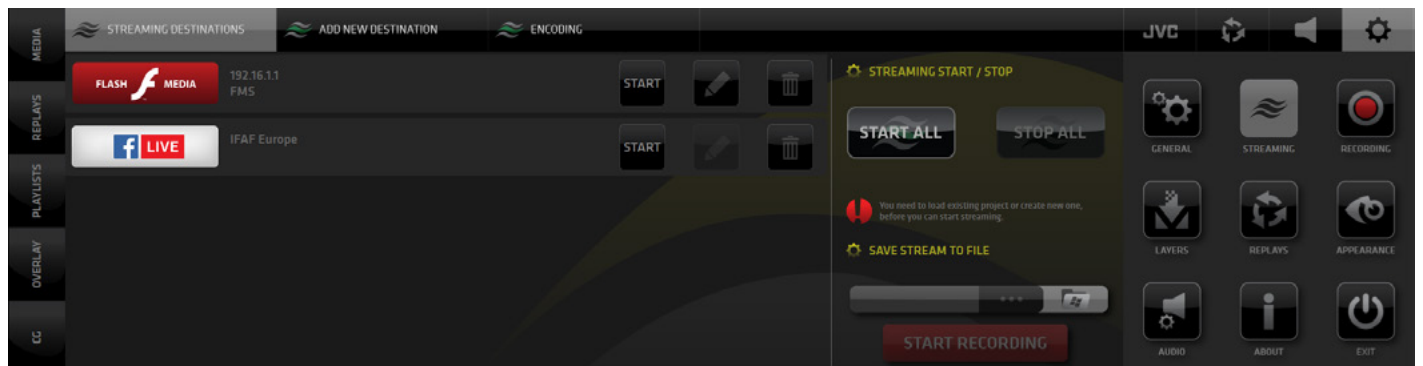 MEDIA
REPLAYS
PLAYLISTS
OVERLAY
CG
STREAMING DESTINATIONS
ADD NEW DESTINATION
ENCODING
FLASH MEDIA
192.16.1.1
FMS
START
f LIVE
IFAF Europe
START
STREAMING START / STOP
START ALL
STOP ALL
You need to load existing project or create new one,
before you can start streaming.
SAVE STREAM TO FILE
...
START RECORDING
JVC
GENERAL
STREAMING
RECORDING
LAYERS
REPLAYS
APPEARANCE
AUDIO
ABOUT
EXIT